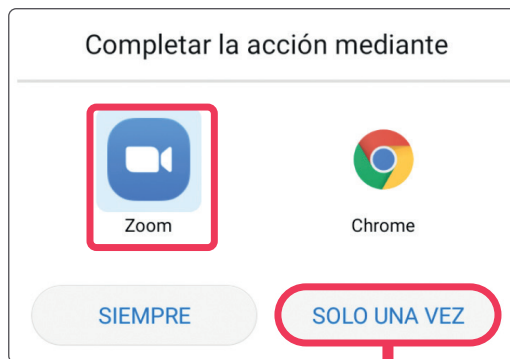 Completar la acción mediante
Zoom
Chrome
SIEMPRE
SOLO UNA VEZ